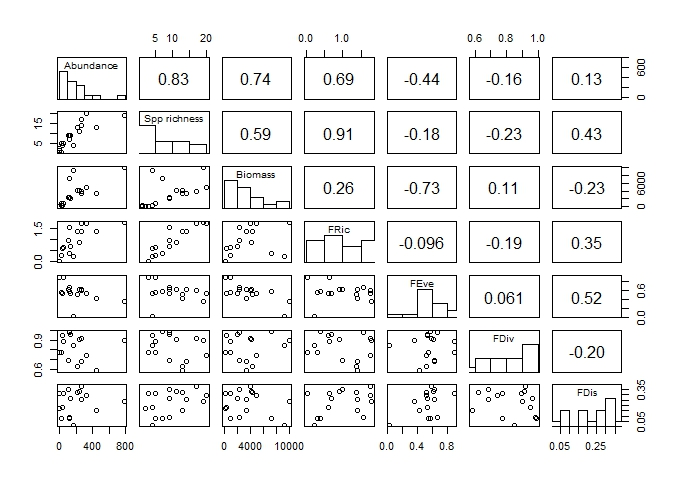 5 10 20 0.0 1.0 0.6 0.8 1.0
Abundance 0.83 0.74 0.69 -0.44 -0.16 0.13 0 600
5 15 Spp richness 0.59 0.91 -0.18 -0.23 0.43
Biomass 0.26 -0.73 0.11 -0.23 0 6000
0.0 1.5 FRic -0.096 -0.19 0.35
FEve 0.061 0.52 0.0 0.6
0.6 0.9 FDiv -0.20
FDis 0.05 0.35
0 400 800 0 4000 10000 0.0 0.4 0.8 0.05 0.25